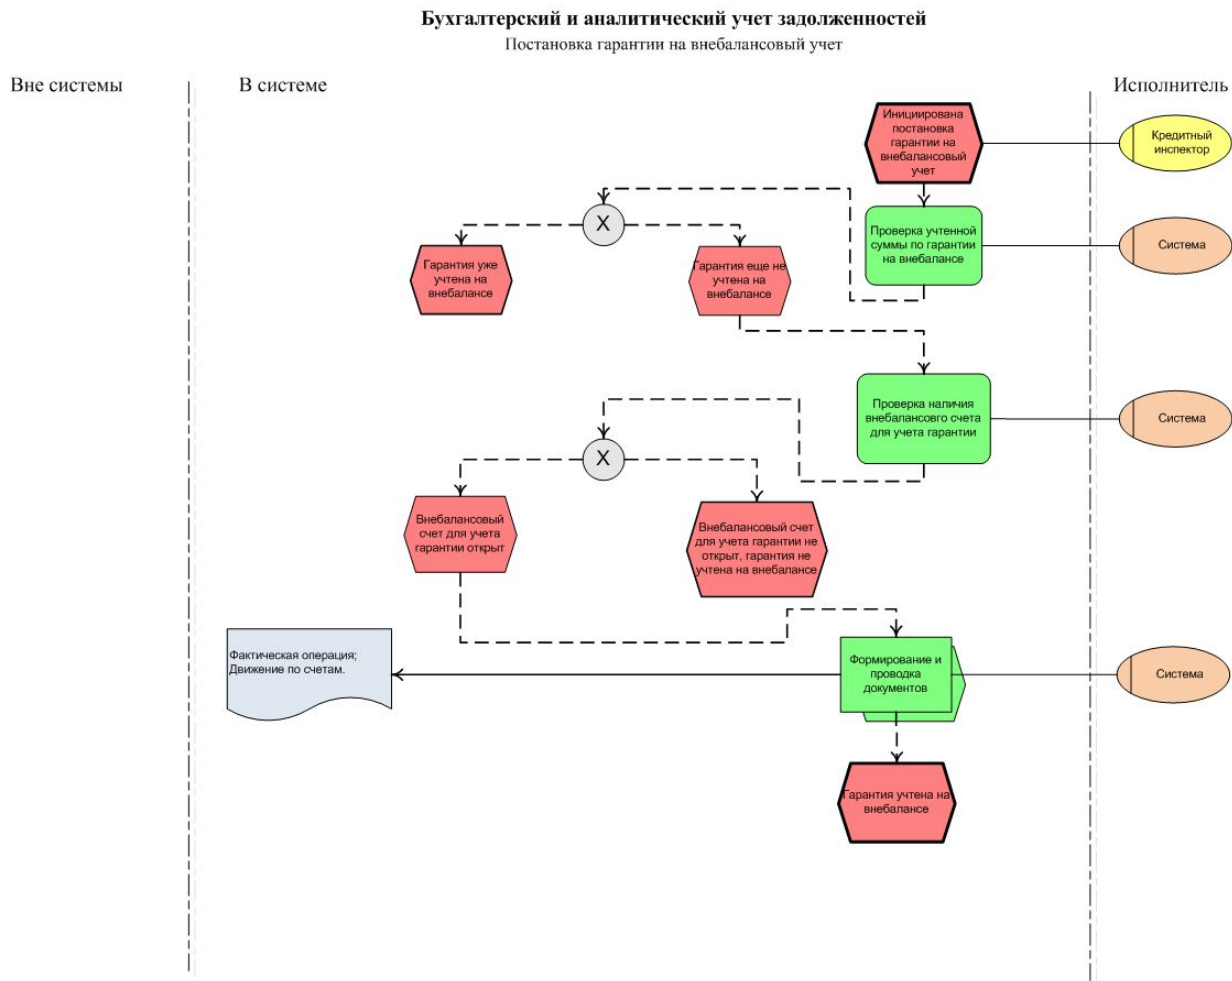 Бухгалтерский и аналитический учет задолженностей
Постановка гарантии на внебалансовый учет
Вне системы
В системе
Исполнитель
Инициирована
постановка
гарантии на
внебалансовый
учет
Кредитный
инспектор
X
Проверка учтенной
суммы по гарантии
на внебалансе
Система
Гарантия уже
учтена на
внебалансе
Гарантия еще не
учтена на
внебалансе
Проверка наличия
внебалансового счета
для учета гарантии
Система
X
Внебалансовый
счет для учета
гарантии открыт
Внебалансовый счет
для учета гарантии не
открыт, гарантия не
учтена на внебалансе
Фактическая операция;
Движение по счетам.
Формирование и
проводка
документов
Система
Гарантия учтена на
внебалансе